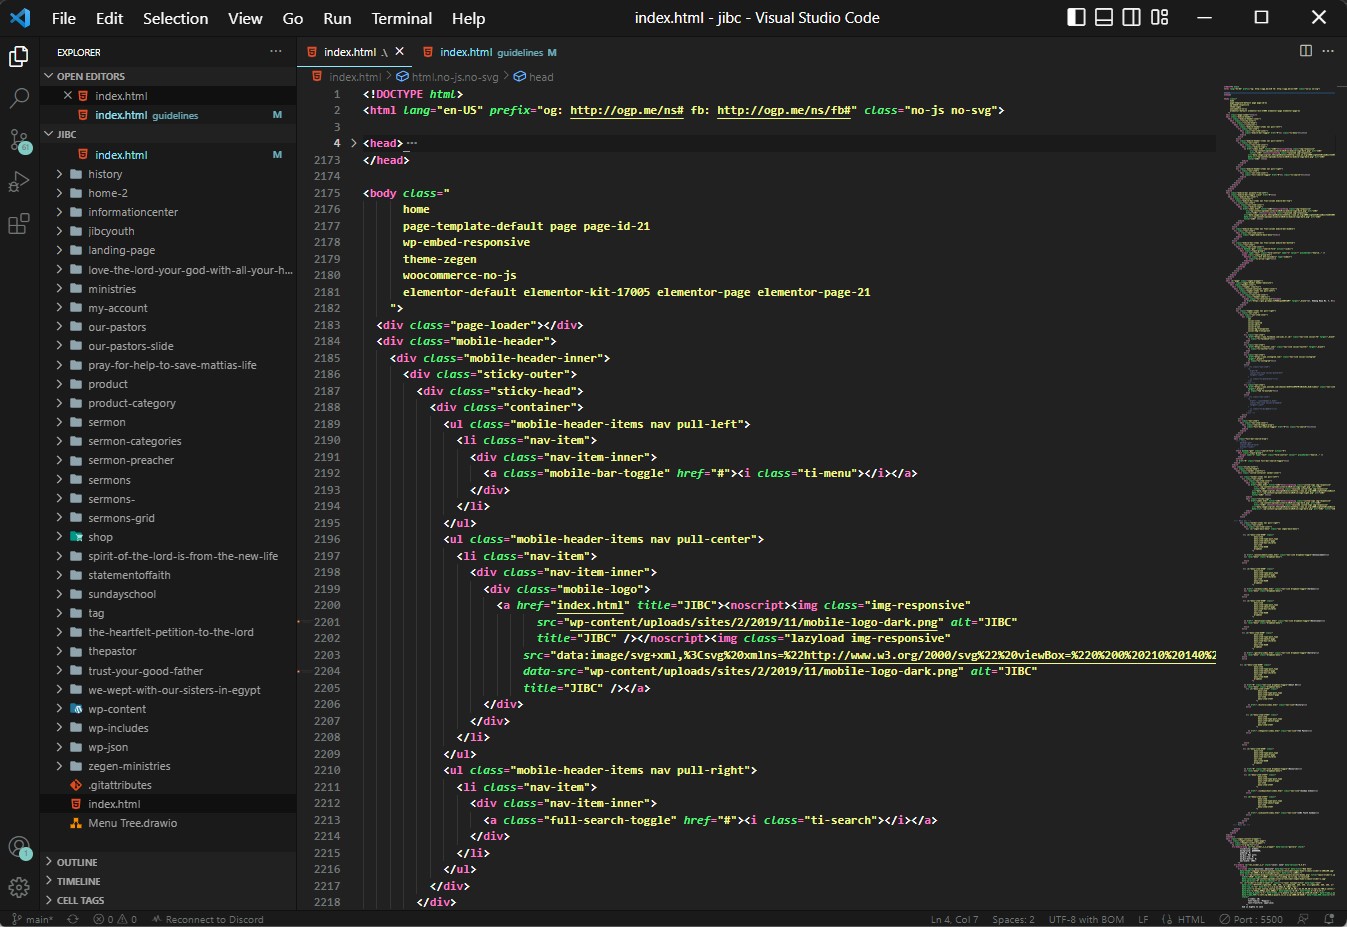 File Edit Selection View Go Run Terminal Help
index.html - jibc - Visual Studio Code
EXPLORER
OPEN EDITORS
index.html
index.html guidelines M
JIBC
index.html M
history
home-2
informationcenter
jibcyouth
landing-page
love-the-lord-your-god-with-all-your-h...
ministries
my-account
our-pastors
our-pastors-slide
pray-for-help-to-save-mattias-life
product
product-category
sermon
sermon-categories
sermon-preacher
sermons
sermons-
sermons-grid
shop
spirit-of-the-lord-is-from-the-new-life
statementoffaith
sundayschool
tag
the-heartfelt-petition-to-the-lord
thepastor
trust-your-good-father
we-wept-with-our-sisters-in-egypt
wp-content
wp-includes
wp-json
zegen-ministries
.gitattributes
index.html
Menu Tree.drawio
OUTLINE
TIMELINE
CELL TAGS
index.html .\ index.html guidelines M
index.html > html.no-js.no-svg > head
1 <!DOCTYPE html>
2 <html lang="en-US" prefix="og: http://ogp.me/ns# fb: http://ogp.me/ns/fb#" class="no-js no-svg">
3
4 <head> ...
2173 </head>
2174
2175 <body class="
2176 home
2177 page-template-default page page-id-21
2178 wp-embed-responsive
2179 theme-zegen
2180 woocommerce-no-js
2181 elementor-default elementor-kit-17005 elementor-page elementor-page-21
2182 ">
2183 <div class="page-loader"></div>
2184 <div class="mobile-header">
2185 <div class="mobile-header-inner">
2186 <div class="sticky-outer">
2187 <div class="sticky-head">
2188 <div class="container">
2189 <ul class="mobile-header-items nav pull-left">
2190 <li class="nav-item">
2191 <div class="nav-item-inner">
2192 <a class="mobile-bar-toggle" href="#"><i class="ti-menu"></i></a>
2193 </div>
2194 </li>
2195 </ul>
2196 <ul class="mobile-header-items nav pull-center">
2197 <li class="nav-item">
2198 <div class="nav-item-inner">
2199 <div class="mobile-logo">
2200 <a href="index.html" title="JIBC"><noscript><img class="img-responsive"
2201 src="wp-content/uploads/sites/2/2019/11/mobile-logo-dark.png" alt="JIBC"
2202 title="JIBC" /></noscript><img class="lazyload img-responsive"
2203 src="data:image/svg+xml,%3Csvg%20xmlns=%22http://www.w3.org/2000/svg%22%20viewBox=%220%200%20210%20140%2
2204 data-src="wp-content/uploads/sites/2/2019/11/mobile-logo-dark.png" alt="JIBC"
2205 title="JIBC" /></a>
2206 </div>
2207 </div>
2208 </li>
2209 </ul>
2210 <ul class="mobile-header-items nav pull-right">
2211 <li class="nav-item">
2212 <div class="nav-item-inner">
2213 <a class="full-search-toggle" href="#"><i class="ti-search"></i></a>
2214 </div>
2215 </li>
2216 </ul>
2217 </div>
2218 </div>
main* 0 0 Reconnect to Discord Ln 4, Col 7 Spaces: 2 UTF-8 with BOM LF HTML Port : 5500